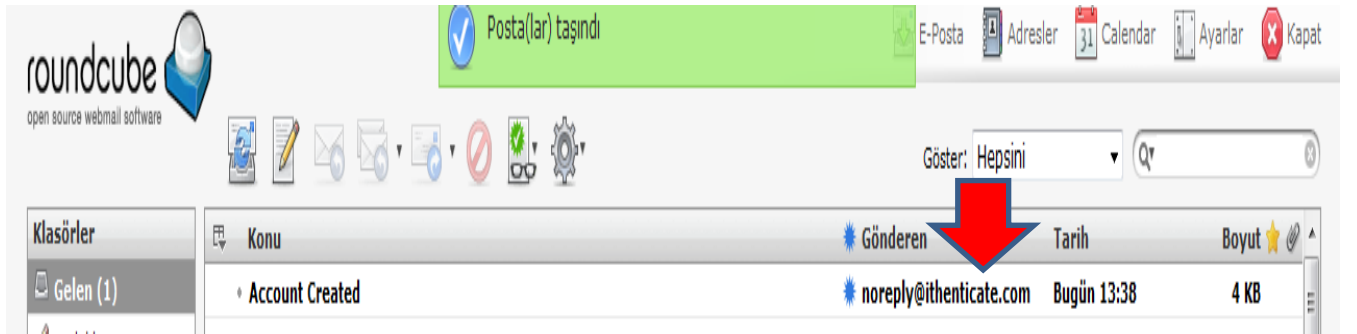 Posta(lar) taşındı
E-Posta Adresler 31 Calendar Ayarlar Kapat
roundcube
open source webmail software
Göster: Hepsini
Klasörler
Konu Gönderen Tarih Boyut
Gelen (1)
Account Created noreply@ithenticate.com Bugün 13:38 4 KB